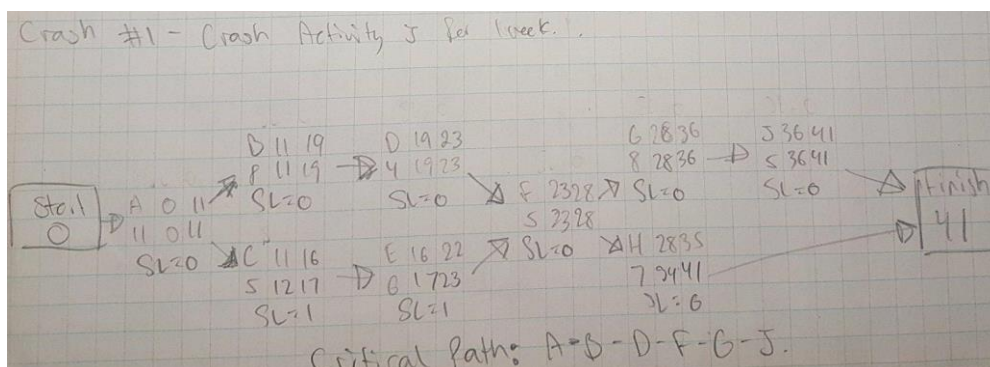 Crash #1 - Crash Activity J for 1 week.
B 11 19 D 19 23 G 28 36 J 36 41
8 11 19 4 19 23 8 28 36 5 36 41
Start A 0 11 SL=0 SL=0 F 23 28 SL=0 SL=0 Finish
0 11 0 11 5 23 28 41
SL=0 C 11 16 E 16 22 SL=0 H 28 35
5 12 17 6 17 23 7 34 41
SL=1 SL=1 SL=6
Critical Path: A-B-D-F-G-J.